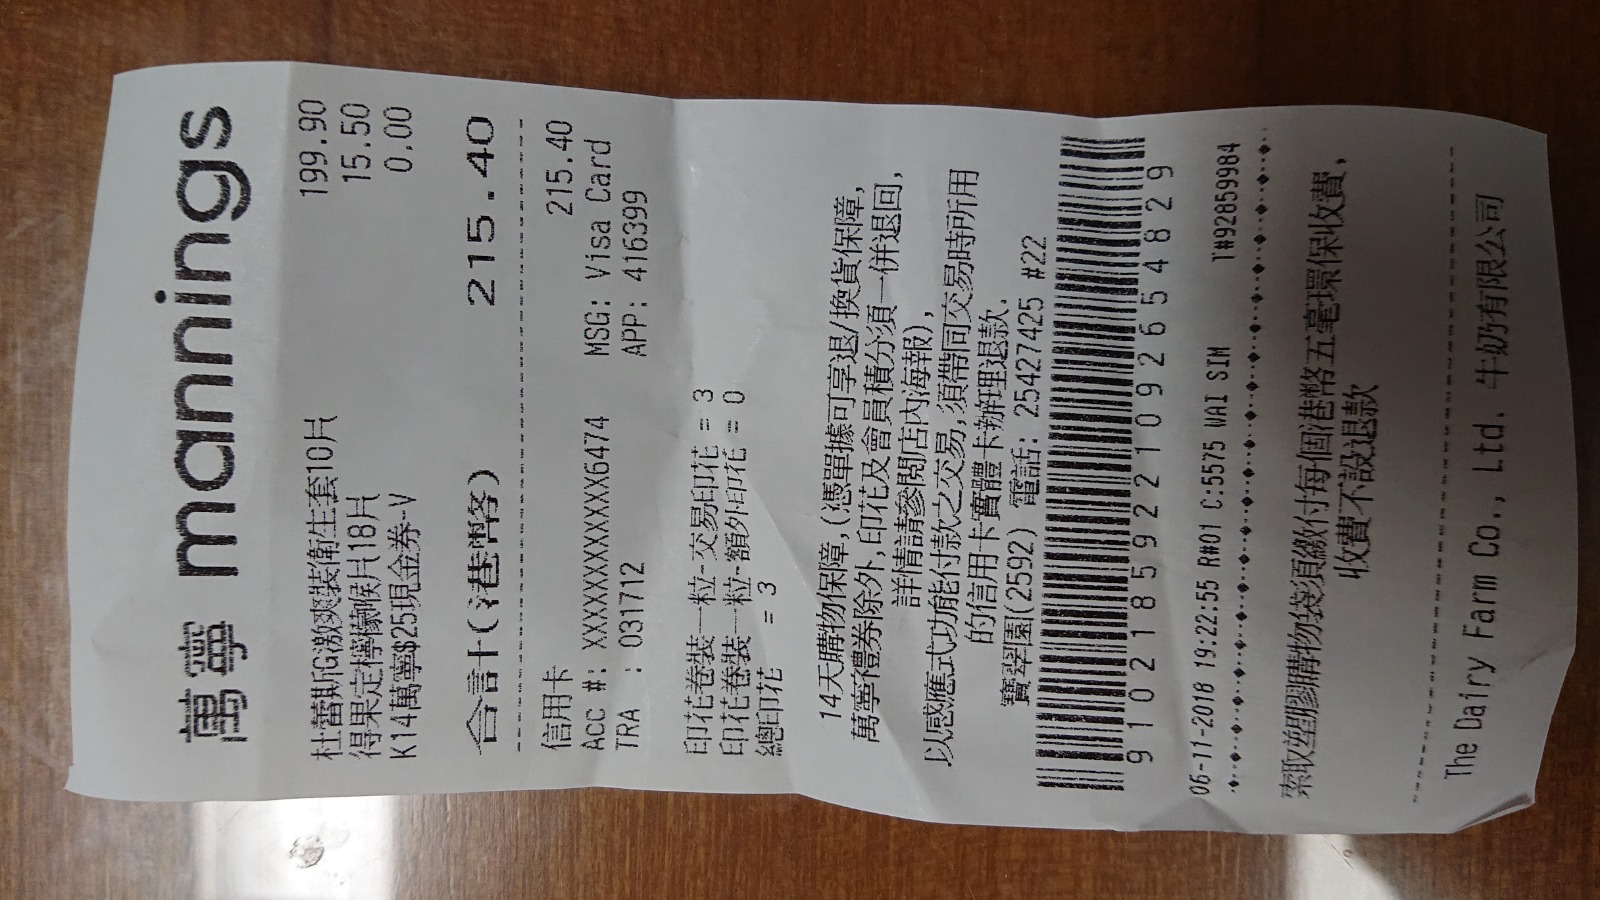 萬寧 mannings
杜蕾斯G激爽裝衛生套10片 199.90
得果定檸檬喉片18片 15.50
K14萬寧$25現金券-V 0.00
合計(港幣) 215.40
信用卡 215.40
Acc #: XXXXXXXXXXXX6474 MSG: Visa Card
TRA : 031712 APP: 416399
印花卷裝一粒-交易印花 = 3
印花卷裝一粒-額外印花 = 0
總印花 = 3
14天購物保障,(憑單據可享退/換貨保障,
萬寧禮券除外,印花及會員積分須一併退回,
詳情請參閱店內海報),
以感應式功能付款之交易,須帶同交易時所用
的信用卡實體卡辦理退款.
寶翠園(2592) 電話: 25427425 #22
91021859221092654829
06-11-2018 19:22:55 R#01 C:5575 WAI SIM T#92859984
索取塑膠購物袋須繳付每個港幣五毫環保收費,
收費不設退款
The Dairy Farm Co., Ltd. 牛奶有限公司